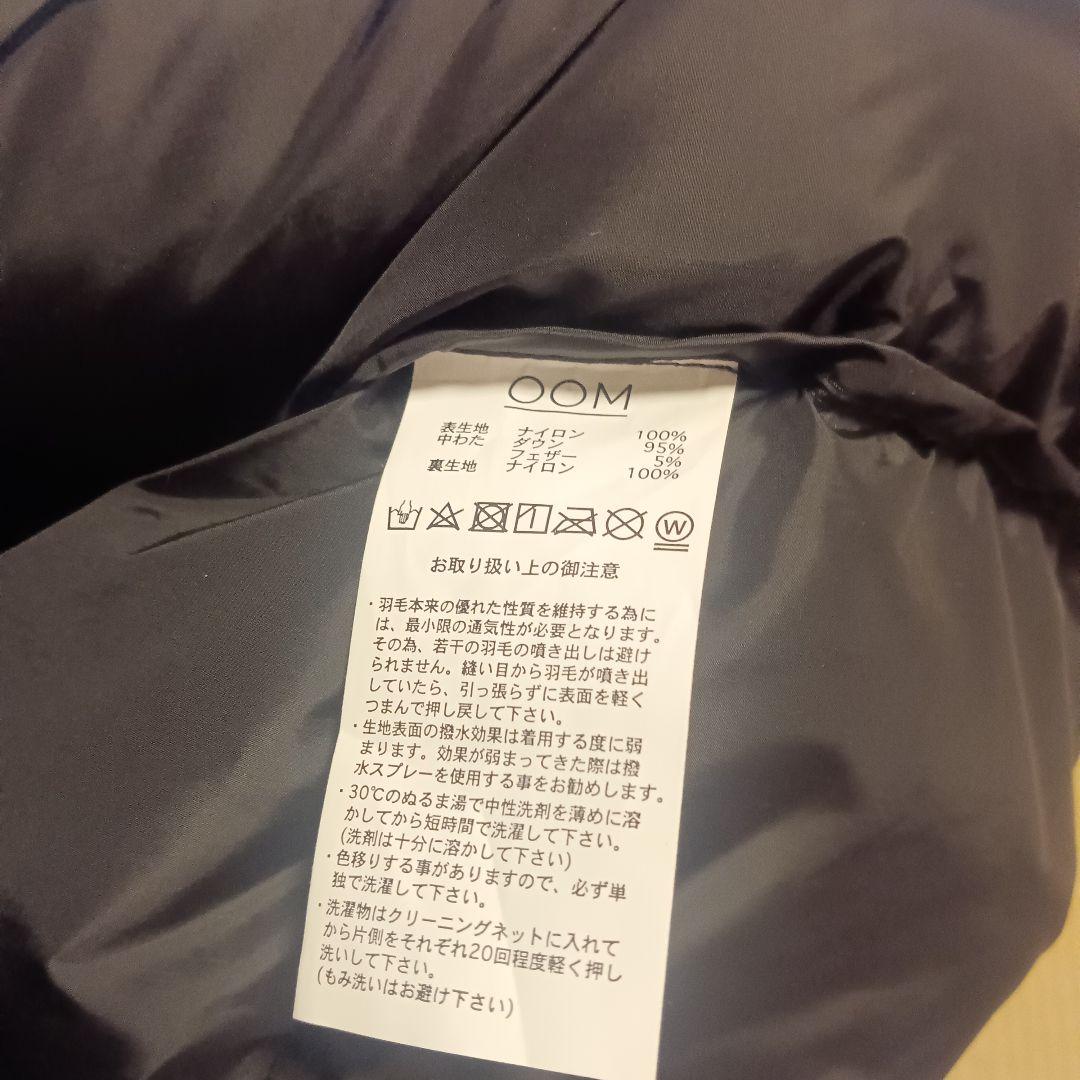 OOM
表生地 ナイロン 100%
中わた ダウン 95%
フェザー 5%
裏生地 ナイロン 100%
W
お取り扱い上の御注意
・羽毛本来の優れた性質を維持する為に
は、最小限の通気性が必要となります。
その為、若干の羽毛の噴き出しは避け
られません。縫い目から羽毛が噴き出
していたら、引っ張らずに表面を軽く
つまんで押し戻して下さい。
・生地表面の撥水効果は着用する度に弱
まります。効果が弱まってきた際は撥
水スプレーを使用する事をお勧めします。
・30℃のぬるま湯で中性洗剤を薄めに溶
かしてから短時間で洗濯して下さい。
(洗剤は十分に溶かして下さい)
・色移りする事がありますので、必ず単
独で洗濯して下さい。
・洗濯物はクリーニングネットに入れて
から片側をそれぞれ20回程度軽く押し
洗いして下さい。
(もみ洗いはお避け下さい)